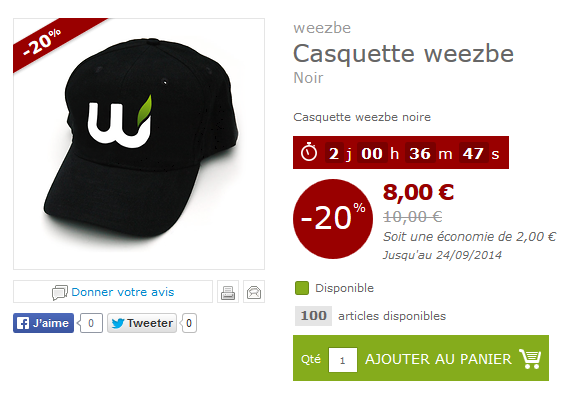 -20%
W
Donner votre avis
J'aime 0
Tweeter 0
weezbe
Casquette weezbe
Noir
Casquette weezbe noire
2 j 00 h 36 m 47 s
-20%
8,00 €
10,00 €
Soit une économie de 2,00 €
Jusqu'au 24/09/2014
Disponible
100 articles disponibles
Qté 1 AJOUTER AU PANIER